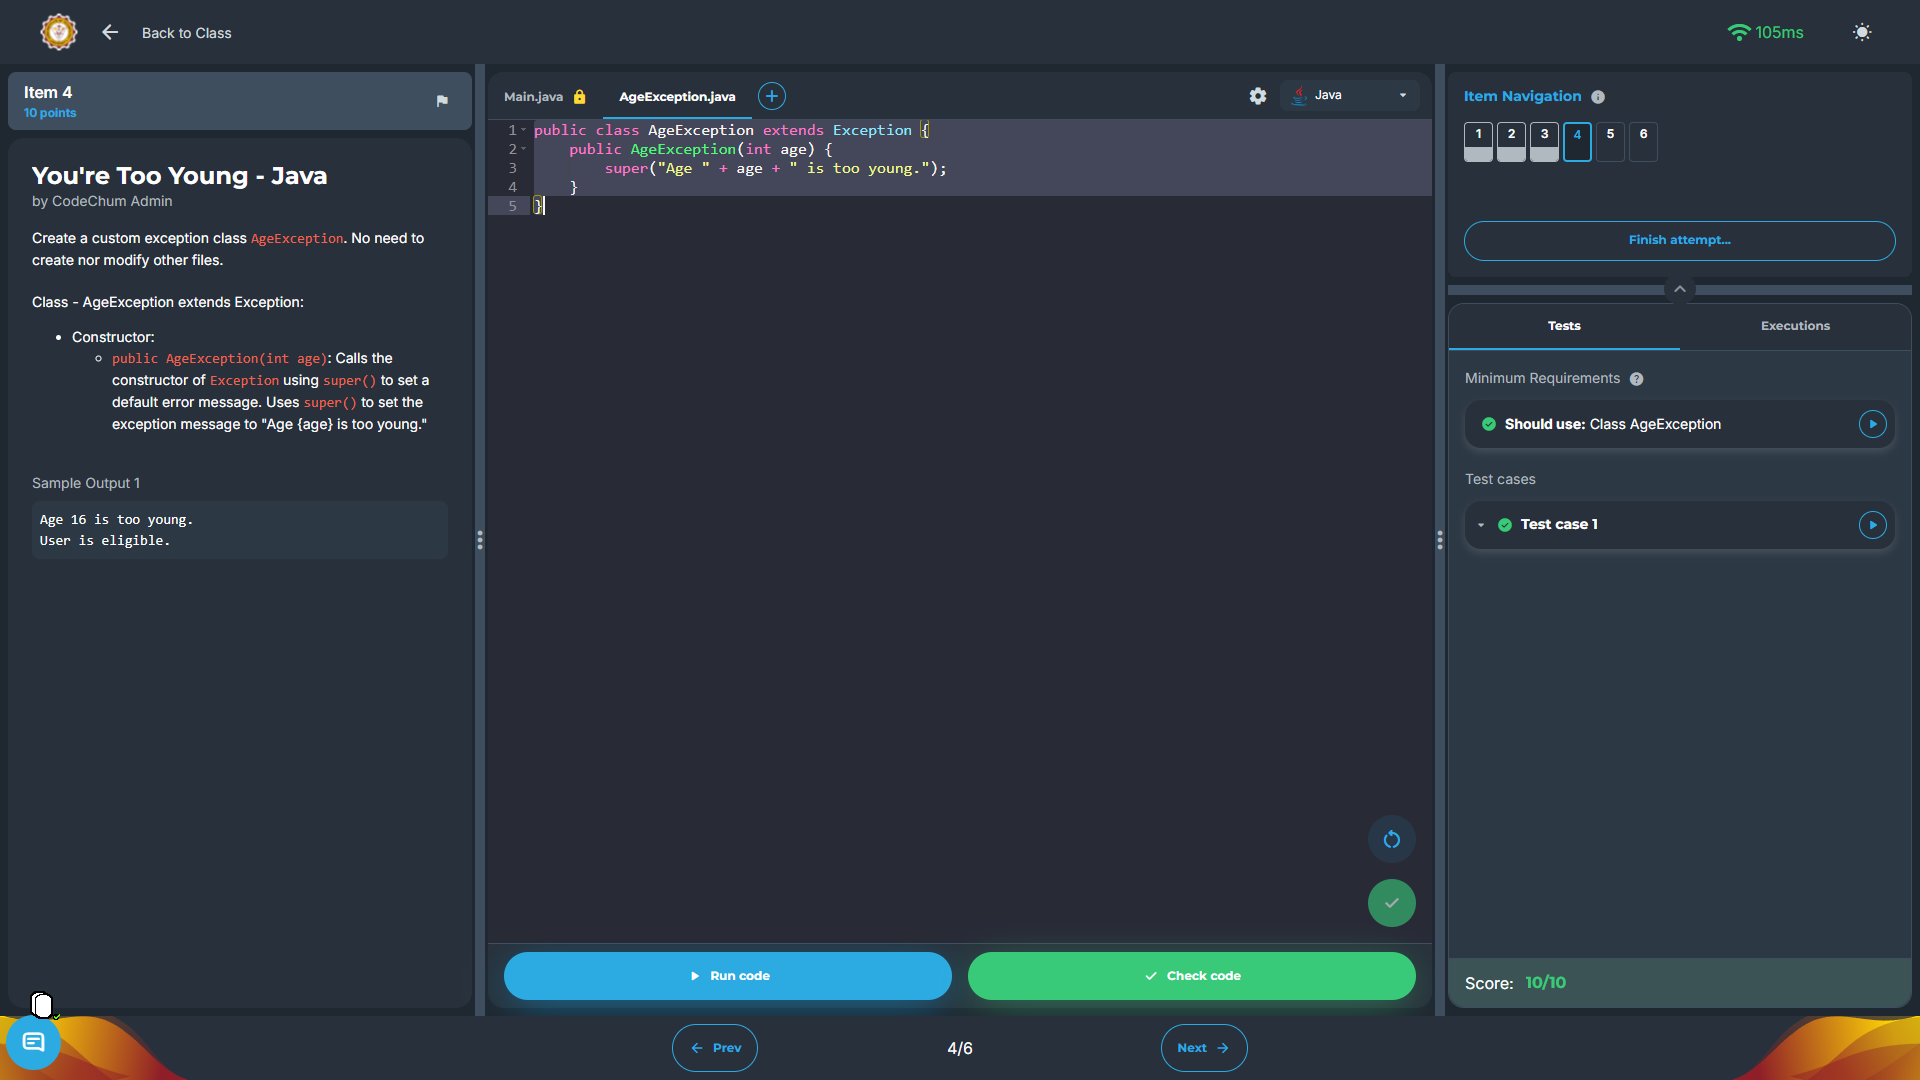 Back to Class
105ms
Item 4
10 points
You're Too Young - Java
by CodeChum Admin
Create a custom exception class AgeException. No need to
create nor modify other files.
Class - AgeException extends Exception:
Constructor:
public AgeException(int age): Calls the
constructor of Exception using super() to set a
default error message. Uses super() to set the
exception message to "Age {age} is too young."
Sample Output 1
Age 16 is too young.
User is eligible.
Main.java
AgeException.java
Java
1 public class AgeException extends Exception {
2     public AgeException(int age) {
3         super("Age " + age + " is too young.");
4     }
5 }
Run code
Check code
Item Navigation
1 2 3 4 5 6
Finish attempt...
Tests
Executions
Minimum Requirements
Should use: Class AgeException
Test cases
Test case 1
Score: 10/10
Prev
4/6
Next